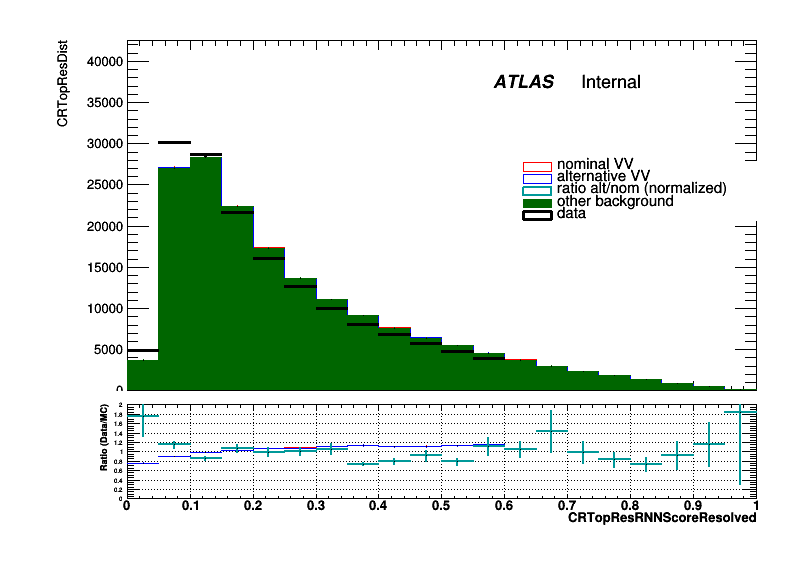 CRTopResDist
40000
35000
30000
25000
20000
15000
10000
5000
0
ATLAS Internal
nominal VV
alternative VV
ratio alt/nom (normalized)
other background
data
Ratio (Data/MC)
2
1.8
1.6
1.4
1.2
1
0.8
0.6
0.4
0.2
0
0 0.1 0.2 0.3 0.4 0.5 0.6 0.7 0.8 0.9 1
CRTopResRNNScoreResolved